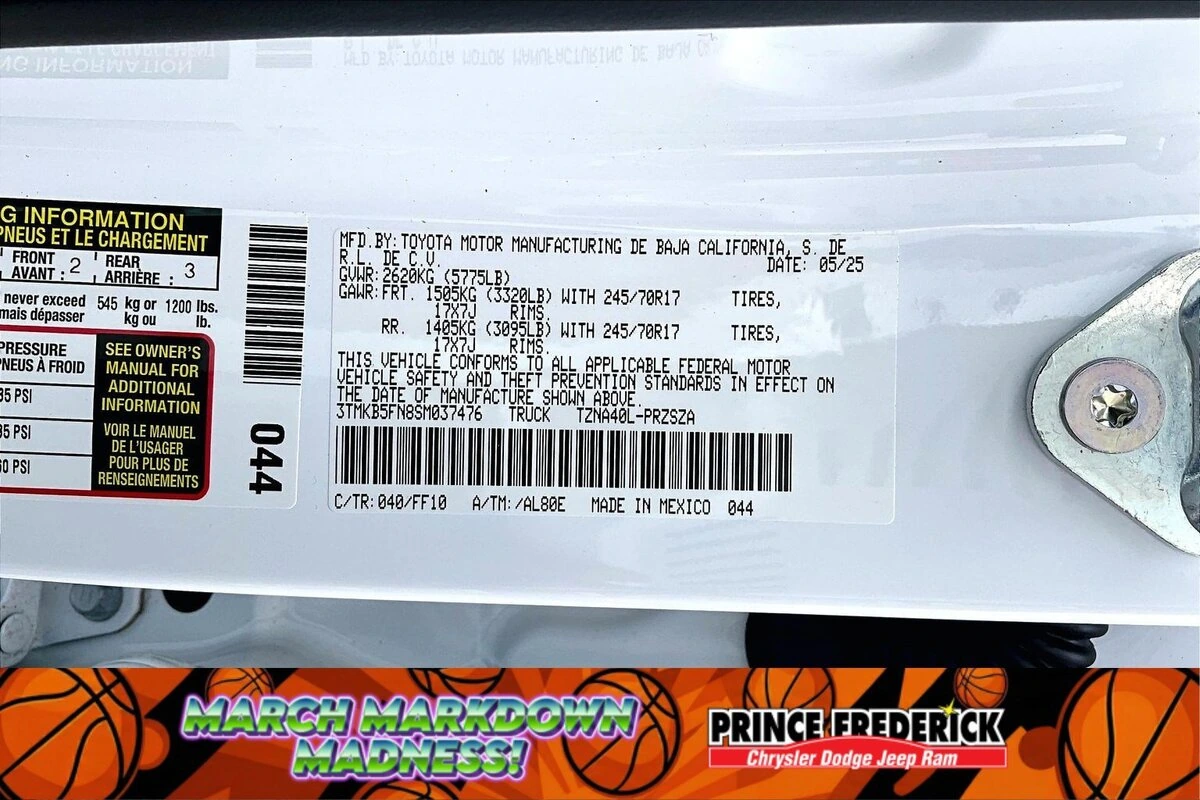 G INFORMATION
PNEUS ET LE CHARGEMENT
FRONT AVANT : 2 REAR ARRIÈRE : 3
never exceed 545 kg or 1200 lbs.
mais dépasser kg ou lb.
PRESSURE
PNEUS À FROID
35 PSI
35 PSI
60 PSI
SEE OWNER'S
MANUAL FOR
ADDITIONAL
INFORMATION
VOIR LE MANUEL
DE L'USAGER
POUR PLUS DE
RENSEIGNEMENTS
044
MFD.BY:TOYOTA MOTOR MANUFACTURING DE BAJA CALIFORNIA, S. DE
R.L. DE C.V. DATE: 05/25
GVWR:2620KG (5775LB)
GAWR:FRT. 1505KG (3320LB) WITH 245/70R17 TIRES,
17X7J RIMS.
RR. 1405KG (3095LB) WITH 245/70R17 TIRES,
17X7J RIMS.
THIS VEHICLE CONFORMS TO ALL APPLICABLE FEDERAL MOTOR
VEHICLE SAFETY AND THEFT PREVENTION STANDARDS IN EFFECT ON
THE DATE OF MANUFACTURE SHOWN ABOVE.
3TMKB5FN8SM037476 TRUCK TZNA40L-PRZSZA
C/TR:040/FF10 A/TM:/AL80E MADE IN MEXICO 044
MARCH MARKDOWN
MADNESS!
PRINCE FREDERICK
Chrysler Dodge Jeep Ram